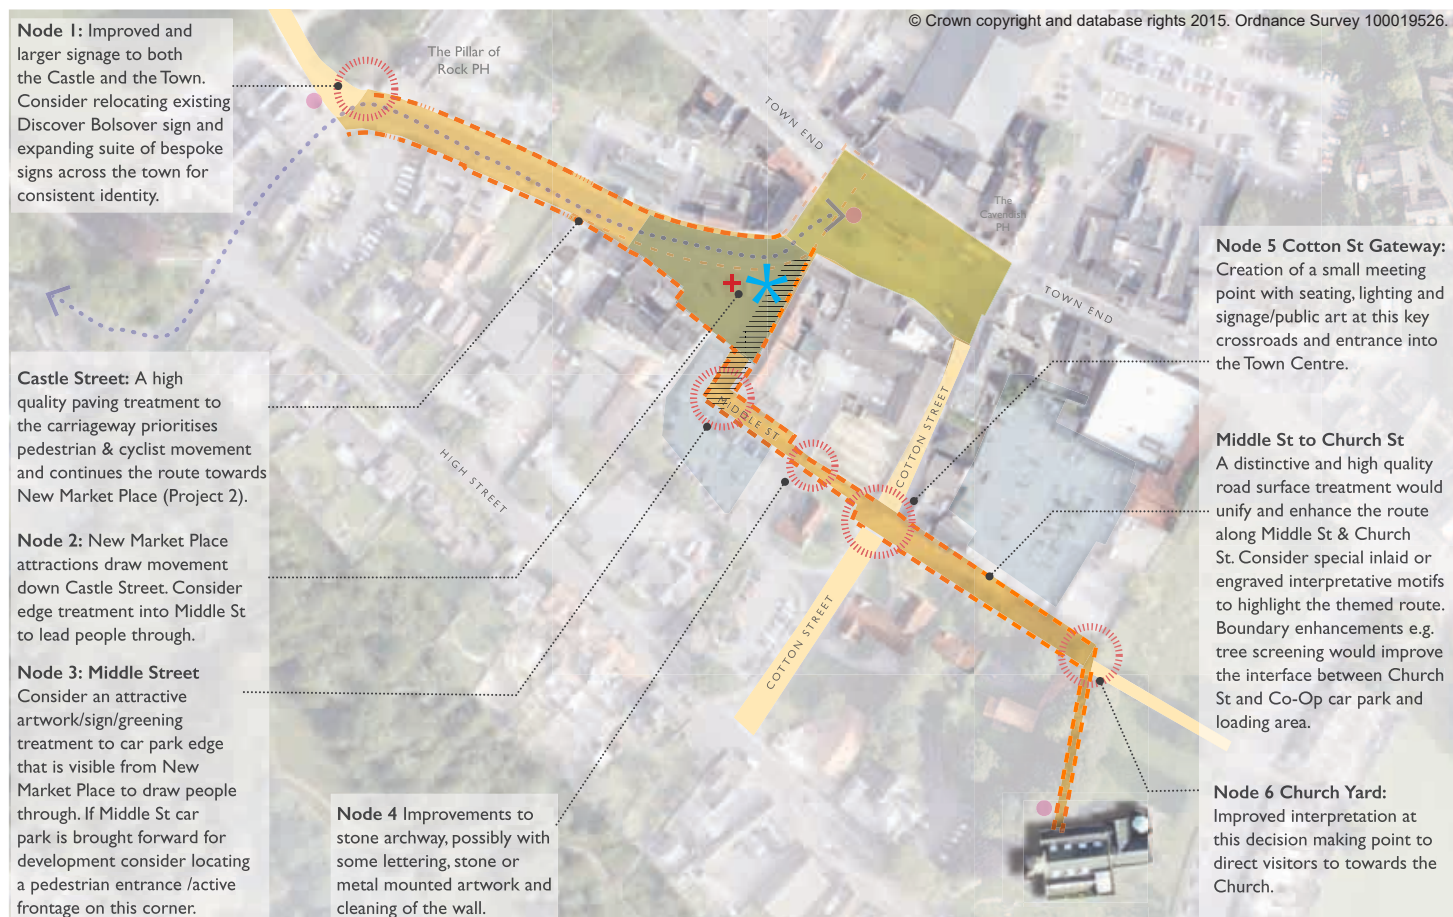 © Crown copyright and database rights 2015. Ordnance Survey 100019526.
Node 1: Improved and
larger signage to both
the Castle and the Town.
Consider relocating existing
Discover Bolsover sign and
expanding suite of bespoke
signs across the town for
consistent identity.
The Pillar of
Rock PH
TOWN END
The
Cavendish
PH
TOWN END
Castle Street: A high
quality paving treatment to
the carriageway prioritises
pedestrian & cyclist movement
and continues the route towards
New Market Place (Project 2).
Node 2: New Market Place
attractions draw movement
down Castle Street. Consider
edge treatment into Middle St
to lead people through.
Node 3: Middle Street
Consider an attractive
artwork/sign/greening
treatment to car park edge
that is visible from New
Market Place to draw people
through. If Middle St car
park is brought forward for
development consider locating
a pedestrian entrance /active
frontage on this corner.
HIGH STREET
MIDDLE ST
COTTON STREET
COTTON STREET
Node 4 Improvements to
stone archway, possibly with
some lettering, stone or
metal mounted artwork and
cleaning of the wall.
Node 5 Cotton St Gateway:
Creation of a small meeting
point with seating, lighting and
signage/public art at this key
crossroads and entrance into
the Town Centre.
Middle St to Church St
A distinctive and high quality
road surface treatment would
unify and enhance the route
along Middle St & Church
St. Consider special inlaid or
engraved interpretative motifs
to highlight the themed route.
Boundary enhancements e.g.
tree screening would improve
the interface between Church
St and Co-Op car park and
loading area.
Node 6 Church Yard:
Improved interpretation at
this decision making point to
direct visitors to towards the
Church.